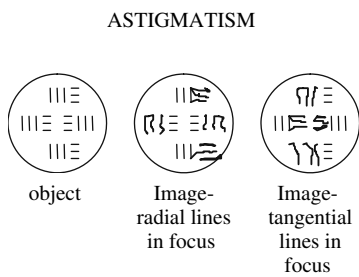 ASTIGMATISM
object
Image-
radial lines
in focus
Image-
tangential
lines in
focus